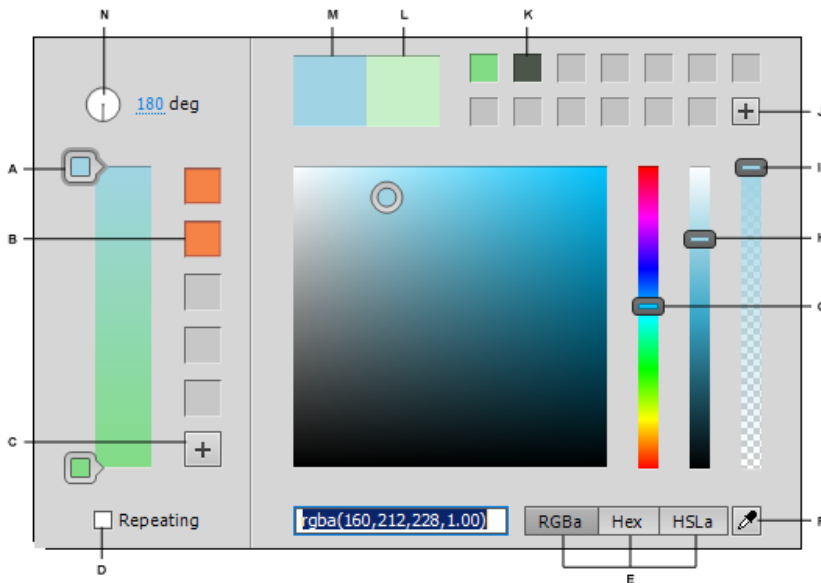 N
M
L
K
180 deg
J
A
I
B
H
G
C
Repeating
rgba(160,212,228,1.00)
RGBa
Hex
HSLa
F
D
E